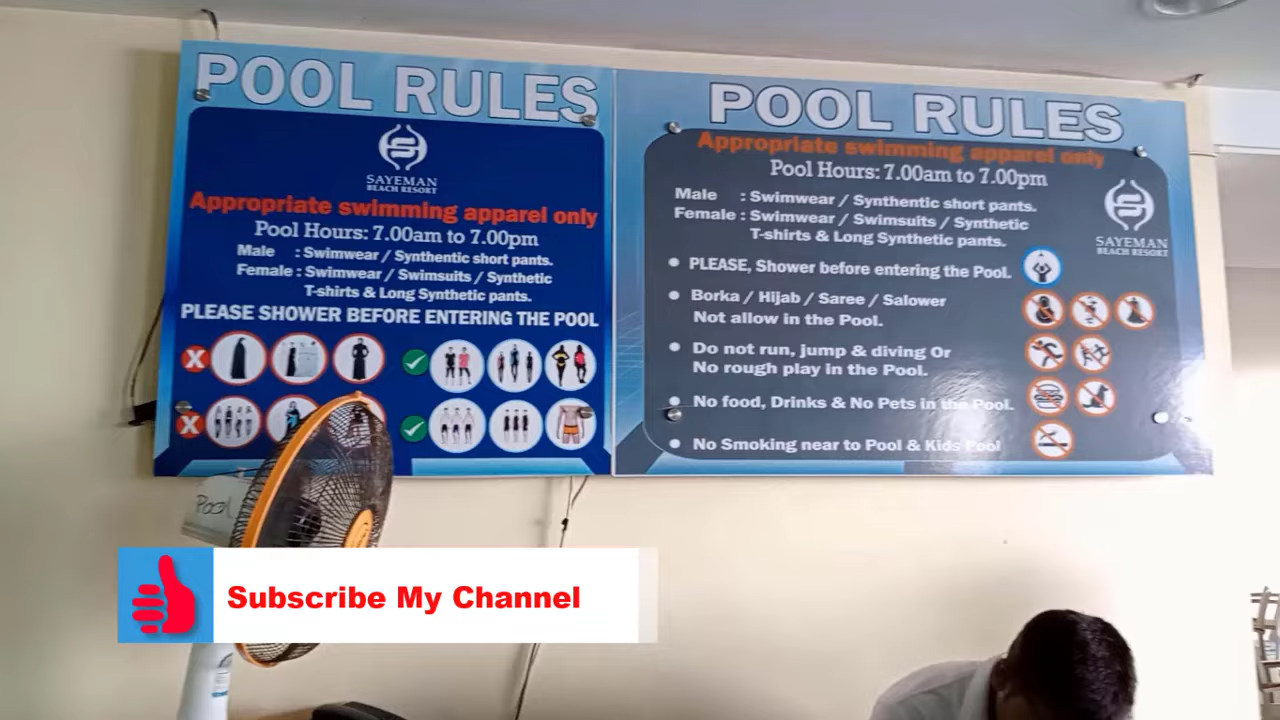 POOL RULES
SAYEMAN
BEACH RESORT
Appropriate swimming apparel only
Pool Hours: 7.00am to 7.00pm
Male : Swimwear / Synthentic short pants.
Female : Swimwear / Swimsuits / Synthetic
T-shirts & Long Synthetic pants.
PLEASE SHOWER BEFORE ENTERING THE POOL
X
X
POOL RULES
Appropriate swimming apparel only
Pool Hours: 7.00am to 7.00pm
Male : Swimwear / Synthentic short pants.
Female : Swimwear / Swimsuits / Synthetic
T-shirts & Long Synthetic pants.
SAYEMAN
BEACH RESORT
• PLEASE, Shower before entering the Pool.
• Borka / Hijab / Saree / Salower
Not allow in the Pool.
• Do not run, jump & diving Or
No rough play in the Pool.
• No food, Drinks & No Pets in the Pool.
• No Smoking near to Pool & Kids Pool
Pool
Subscribe My Channel